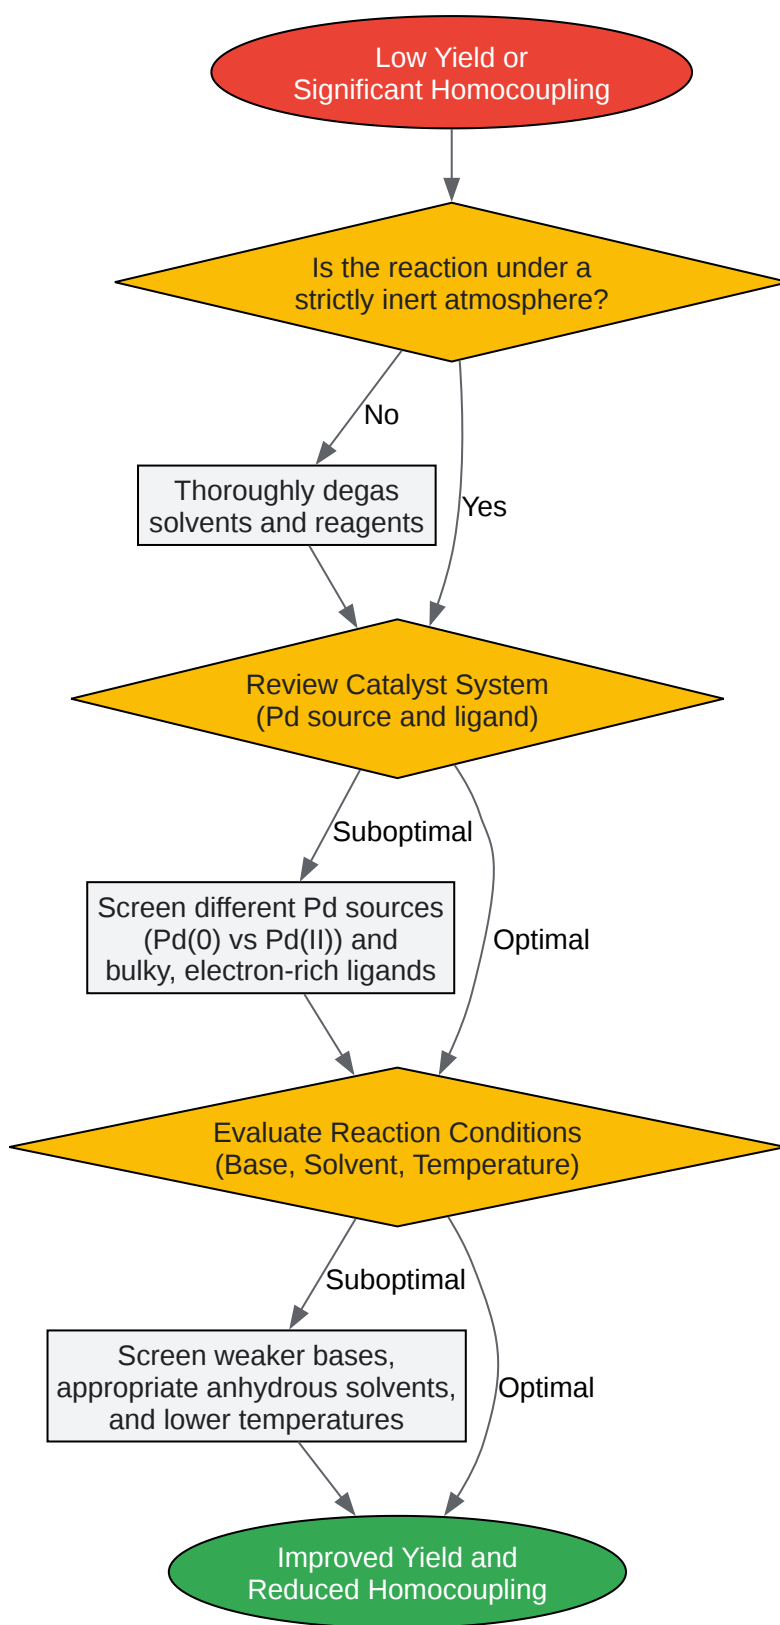 Low Yield or
Significant Homocoupling
Is the reaction under a
strictly inert atmosphere?
No
Thoroughly degas
solvents and reagents
Yes
Review Catalyst System
(Pd source and ligand)
Suboptimal
Screen different Pd sources
(Pd(0) vs Pd(II)) and
bulky, electron-rich ligands
Optimal
Evaluate Reaction Conditions
(Base, Solvent, Temperature)
Suboptimal
Screen weaker bases,
appropriate anhydrous solvents,
and lower temperatures
Optimal
Improved Yield and
Reduced Homocoupling